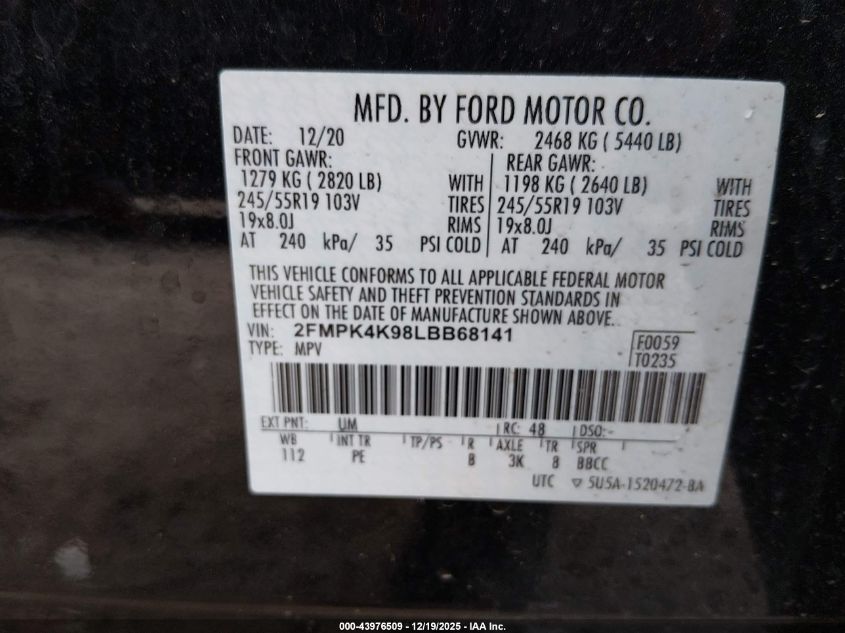 MFD. BY FORD MOTOR CO.
DATE: 12/20 GVWR: 2468 KG ( 5440 LB)
FRONT GAWR: REAR GAWR:
1279 KG ( 2820 LB) WITH 1198 KG ( 2640 LB) WITH
245/55R19 103V TIRES 245/55R19 103V TIRES
19x8.0J RIMS 19x8.0J RIMS
AT 240 kPa/ 35 PSI COLD AT 240 kPa/ 35 PSI COLD
THIS VEHICLE CONFORMS TO ALL APPLICABLE FEDERAL MOTOR
VEHICLE SAFETY AND THEFT PREVENTION STANDARDS IN
EFFECT ON THE DATE OF MANUFACTURE SHOWN ABOVE.
VIN: 2FMPK4K98LBB68141 F0059
TYPE: MPV T0235
EXT PNT: UM RC: 48 DSO:-
WB INT TR TP/PS R AXLE TR SPR
112 PE B 3K 8 BBCC
UTC ▽ 5U5A-1520472-BA
000-43976509 - 12/19/2025 - IAA Inc.